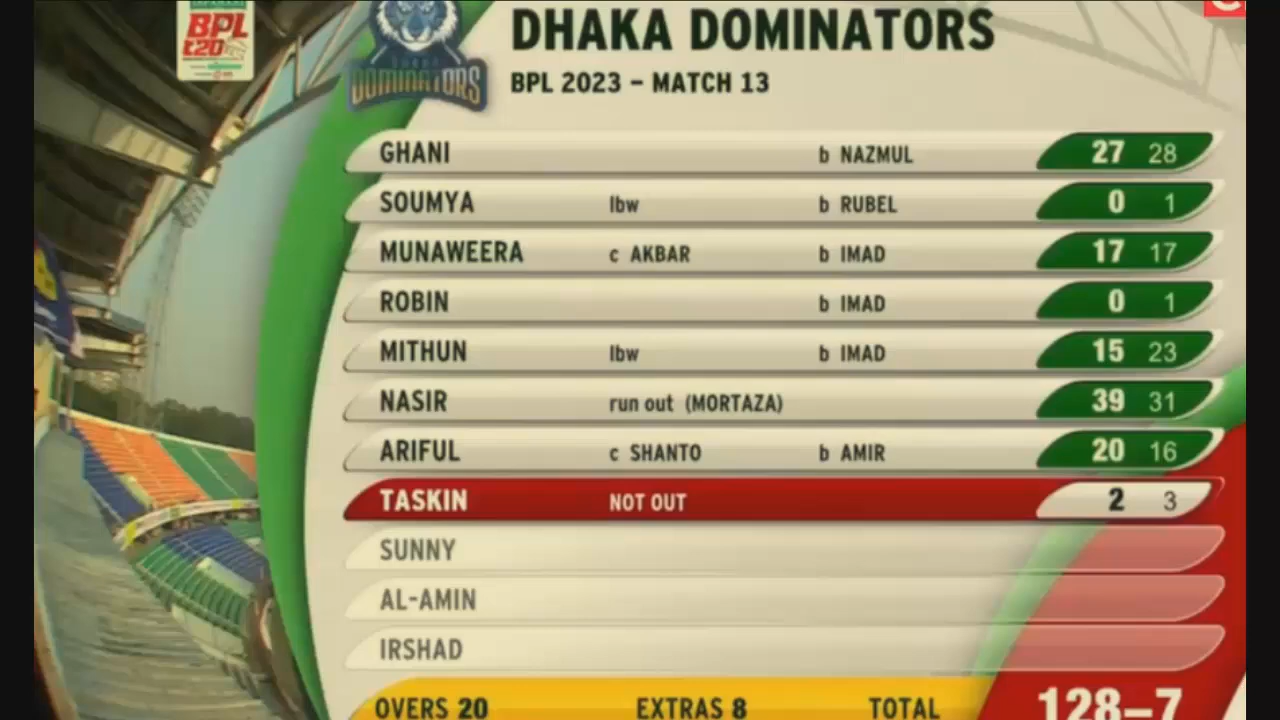 BPL
t20
DOMINATORS
DHAKA DOMINATORS
BPL 2023 – MATCH 13
GHANI b NAZMUL 27 28
SOUMYA lbw b RUBEL 0 1
MUNAWEERA c AKBAR b IMAD 17 17
ROBIN b IMAD 0 1
MITHUN lbw b IMAD 15 23
NASIR run out (MORTAZA) 39 31
ARIFUL c SHANTO b AMIR 20 16
TASKIN NOT OUT 2 3
SUNNY
AL-AMIN
IRSHAD
OVERS 20 EXTRAS 8 TOTAL 128–7